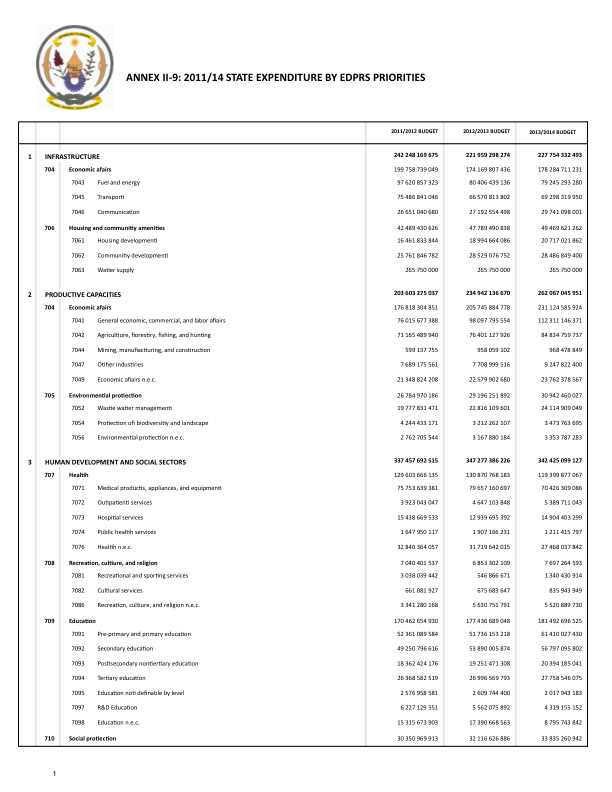 ANNEX II-9: 2011/14 STATE EXPENDITURE BY EDPRS PRIORITIES
2011/2012 BUDGET 2012/2013 BUDGET 2013/2014 BUDGET
1 INFRASTRUCTURE 242 248 169 675 221 959 298 274 227 754 332 493
704 Economic afairs 199 758 739 049 174 169 807 436 178 284 711 231
7043 Fuel and energy 97 620 857 323 80 406 439 136 79 245 293 280
7045 Transporti 75 486 841 046 66 570 813 802 69 298 319 950
7046 Communication 26 651 040 680 27 192 554 498 29 741 098 001
706 Housing and communitiy amenities 42 489 430 626 47 789 490 838 49 469 621 262
7061 Housing developmenti 16 461 833 844 18 994 664 086 20 717 021 862
7062 Communitiy developmenti 25 761 846 782 28 529 076 752 28 486 849 400
7063 Watier supply 265 750 000 265 750 000 265 750 000
2 PRODUCTIVE CAPACITIES 203 603 275 037 234 942 136 670 262 067 045 951
704 Economic afairs 176 818 304 851 205 745 884 778 231 124 585 924
7041 General economic, commercial, and labor afairs 76 015 677 388 98 097 795 554 112 311 146 371
7042 Agriculture, fiorestiry, fishing, and hunting 71 165 489 940 76 401 127 926 84 834 759 737
7044 Mining, manufiactiuring, and constiruction 599 137 755 958 059 102 968 478 849
7047 Otiher industiries 7 689 175 561 7 708 999 516 9 247 822 400
7049 Economic afairs n.e.c. 21 348 824 208 22 579 902 680 23 762 378 567
705 Environmental protiection 26 784 970 186 29 196 251 892 30 942 460 027
7052 Wastie watier managementi 19 777 831 471 22 816 109 601 24 114 909 049
7054 Protiection ofi biodiversity and landscape 4 244 433 171 3 212 262 107 3 473 763 695
7056 Environmental protiection n.e.c. 2 762 705 544 3 167 880 184 3 353 787 283
3 HUMAN DEVELOPMENT AND SOCIAL SECTORS 337 457 692 515 347 277 386 226 342 425 099 127
707 Healtih 129 603 666 135 130 870 768 183 119 399 877 067
7071 Medical products, appliances, and equipmenti 75 753 639 381 79 657 160 697 70 426 309 086
7072 Outipatienti services 3 923 043 047 4 647 103 848 5 389 711 043
7073 Hospital services 15 438 669 533 12 939 695 392 14 904 403 299
7074 Public healtih services 1 647 950 117 1 907 166 231 1 211 415 797
7076 Healtih n.e.c. 32 840 364 057 31 719 642 015 27 468 037 842
708 Recreation, cultiure, and religion 7 040 401 537 6 853 302 109 7 697 264 593
7081 Recreational and sporting services 3 038 039 442 546 866 671 1 340 430 914
7082 Cultiural services 661 081 927 675 683 647 835 943 949
7086 Recreation, cultiure, and religion n.e.c. 3 341 280 168 5 630 751 791 5 520 889 730
709 Education 170 462 654 930 177 436 689 048 181 492 696 525
7091 Pre-primary and primary education 52 361 089 584 51 736 153 218 61 410 027 430
7092 Secondary education 49 250 796 616 53 890 005 874 56 797 095 802
7093 Postisecondary nontiertiary education 18 362 424 176 19 251 471 308 20 394 185 041
7094 Tertiary education 26 368 582 519 26 996 569 793 27 758 546 075
7095 Education noti definable by level 2 576 958 581 2 609 744 400 2 017 943 183
7097 R&D Education 6 227 129 551 5 562 075 892 4 319 155 152
7098 Education n.e.c. 15 315 673 903 17 390 668 563 8 795 743 842
710 Social protiection 30 350 969 913 32 116 626 886 33 835 260 942
1